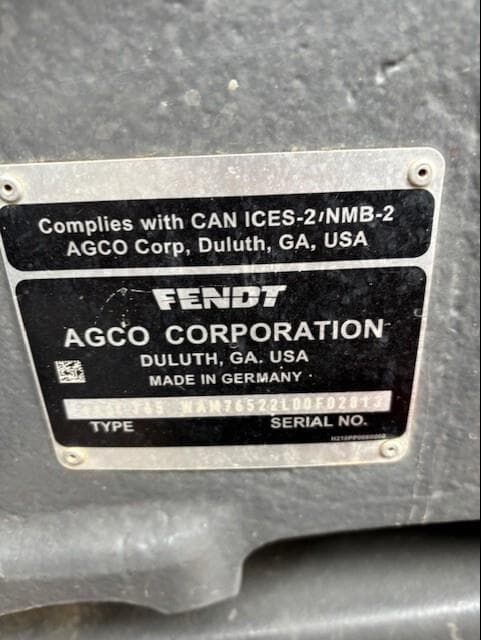 Complies with CAN ICES-2/NMB-2
AGCO Corp, Duluth, GA, USA
FENDT
AGCO CORPORATION
DULUTH, GA. USA
MADE IN GERMANY
WAM76522L00F02813
TYPE SERIAL NO.